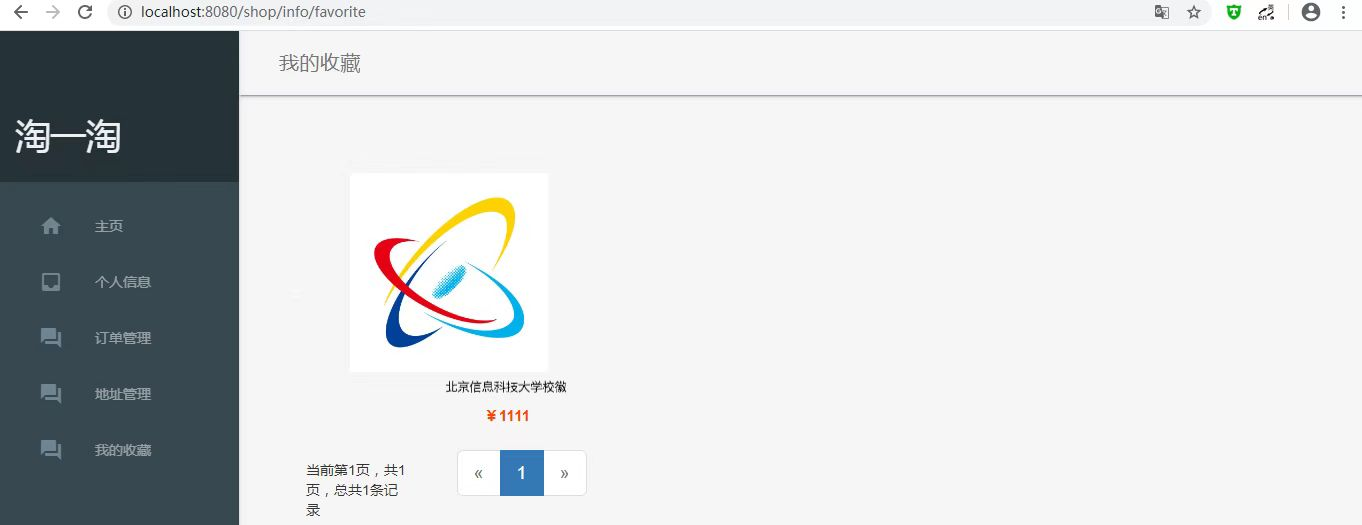 localhost:8080/shop/info/favorite
淘一淘
主页
个人信息
订单管理
地址管理
我的收藏
我的收藏
北京信息科技大学校徽
￥1111
当前第1页，共1
页，总共1条记
录
« 1 »